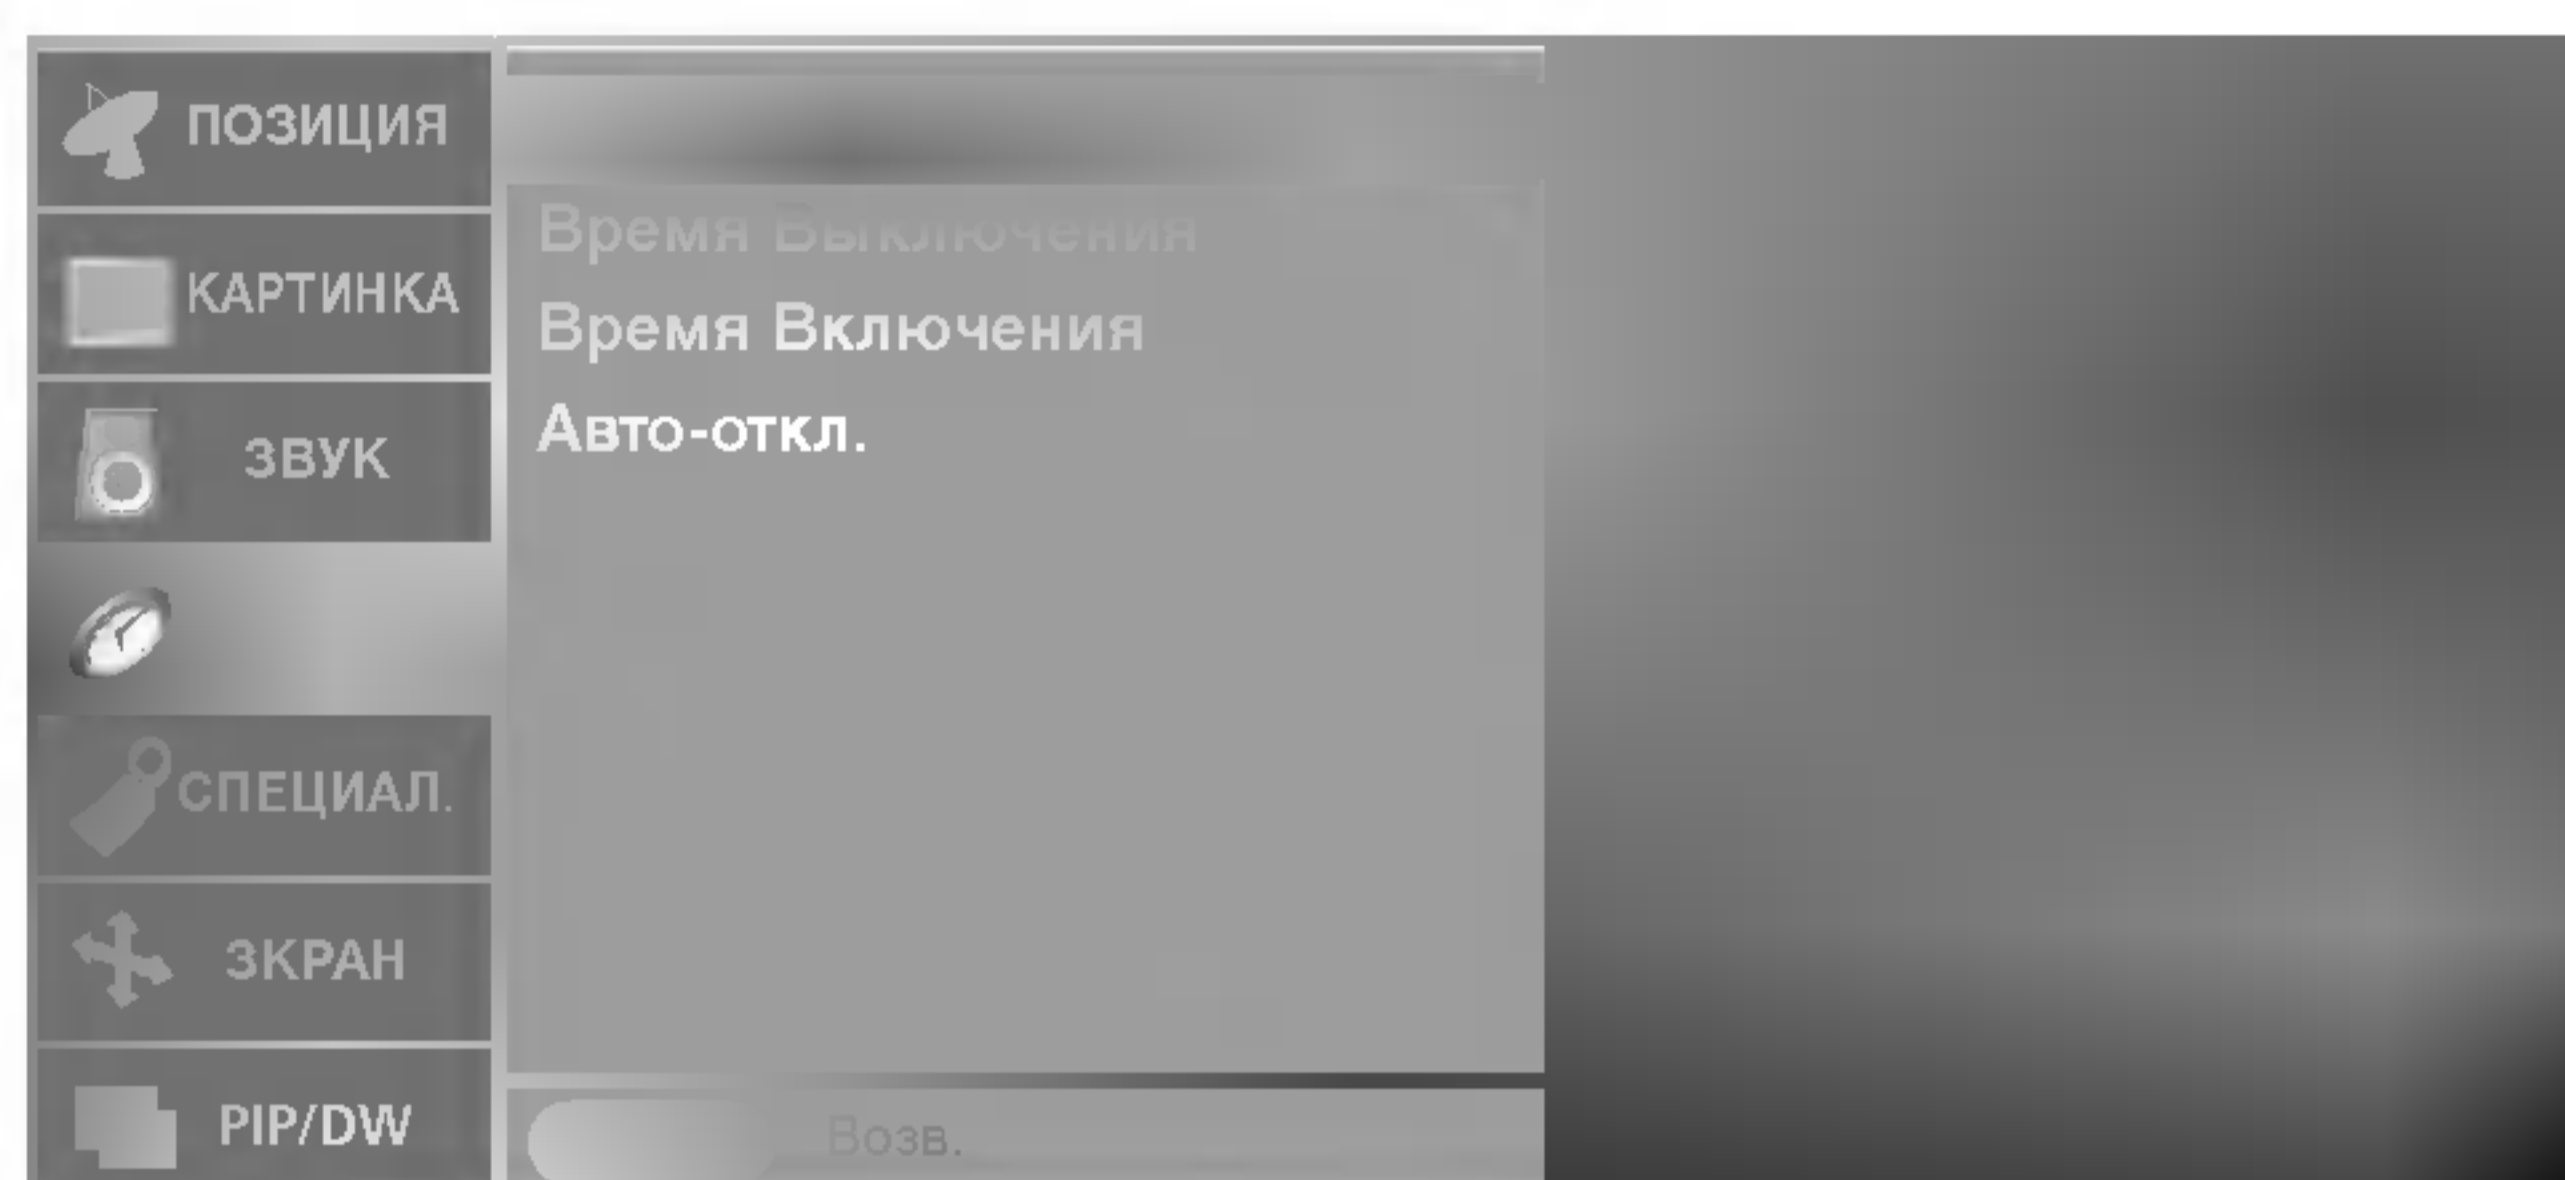 ПОЗИЦИЯ
КАРТИНКА
ЗВУК
СПЕЦИАЛ.
ЗКРАН
PIP/DW
Время Выключения
Время Включения
Авто-откл.
Возв.